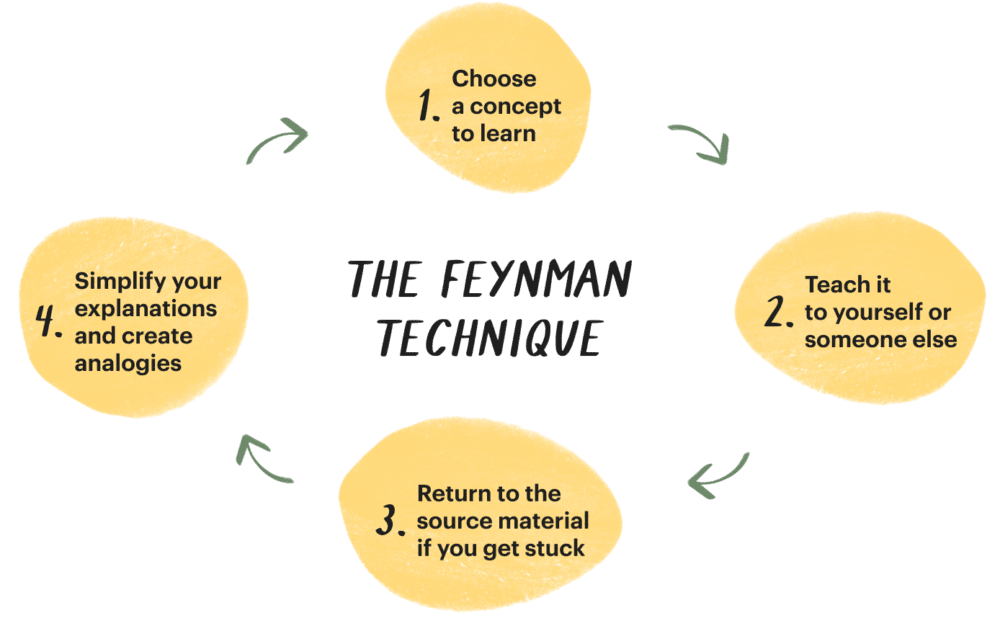 1. Choose
a concept
to learn
THE FEYNMAN
TECHNIQUE
2. Teach it
to yourself or
someone else
3. Return to the
source material
if you get stuck
4. Simplify your
explanations
and create
analogies